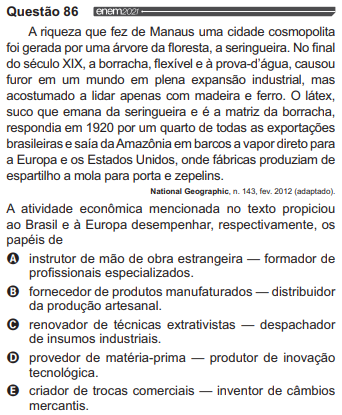 Questão 86 enem2021
A riqueza que fez de Manaus uma cidade cosmopolita
foi gerada por uma árvore da floresta, a seringueira. No final
do século XIX, a borracha, flexível e à prova-d'água, causou
furor em um mundo em plena expansão industrial, mas
acostumado a lidar apenas com madeira e ferro. O látex,
suco que emana da seringueira e é a matriz da borracha,
respondia em 1920 por um quarto de todas as exportações
brasileiras e saía da Amazônia em barcos a vapor direto para
a Europa e os Estados Unidos, onde fábricas produziam de
espartilho a mola para porta e zepelins.
National Geographic, n. 143, fev. 2012 (adaptado).
A atividade econômica mencionada no texto propiciou
ao Brasil e à Europa desempenhar, respectivamente, os
papéis de
A instrutor de mão de obra estrangeira — formador de
profissionais especializados.
B fornecedor de produtos manufaturados — distribuidor
da produção artesanal.
C renovador de técnicas extrativistas — despachador
de insumos industriais.
D provedor de matéria-prima — produtor de inovação
tecnológica.
E criador de trocas comerciais — inventor de câmbios
mercantis.